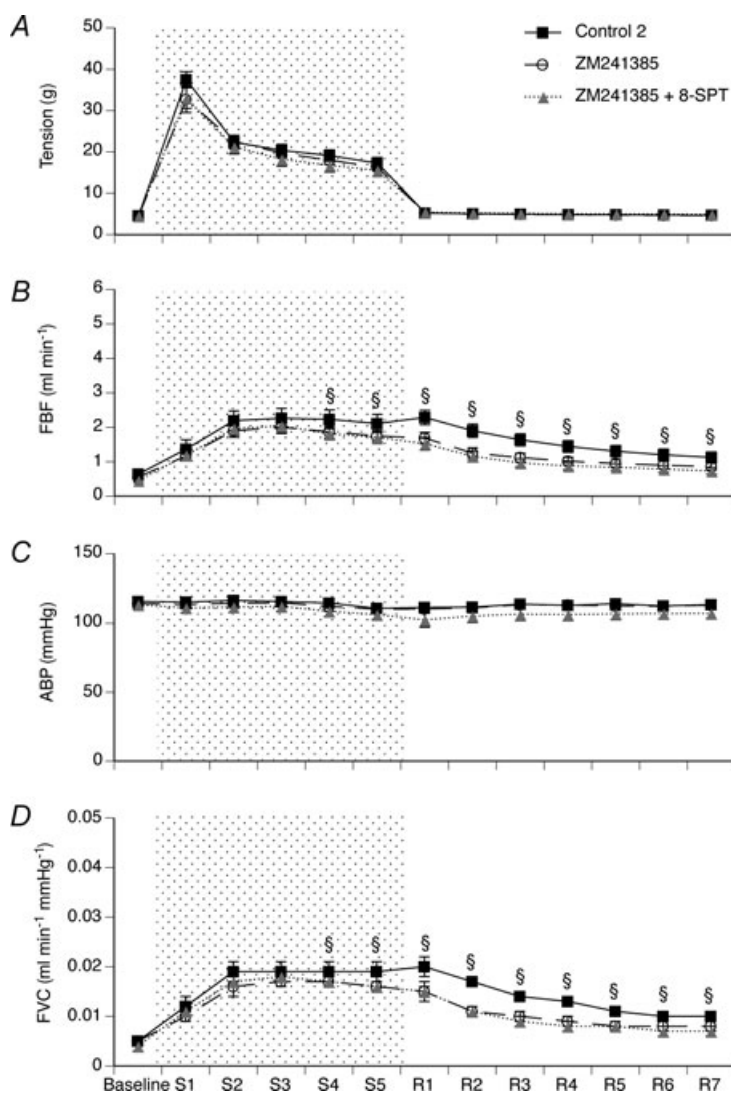 A
Control 2
ZM241385
ZM241385 + 8-SPT
Tension (g)
50
40
30
20
10
0
B
FBF (ml min⁻¹)
6
5
4
3
2
1
0
§ § § § § § § § §
C
ABP (mmHg)
150
100
50
0
D
FVC (ml min⁻¹ mmHg⁻¹)
0.05
0.04
0.03
0.02
0.01
0
§ § § § § § § § §
Baseline S1 S2 S3 S4 S5 R1 R2 R3 R4 R5 R6 R7